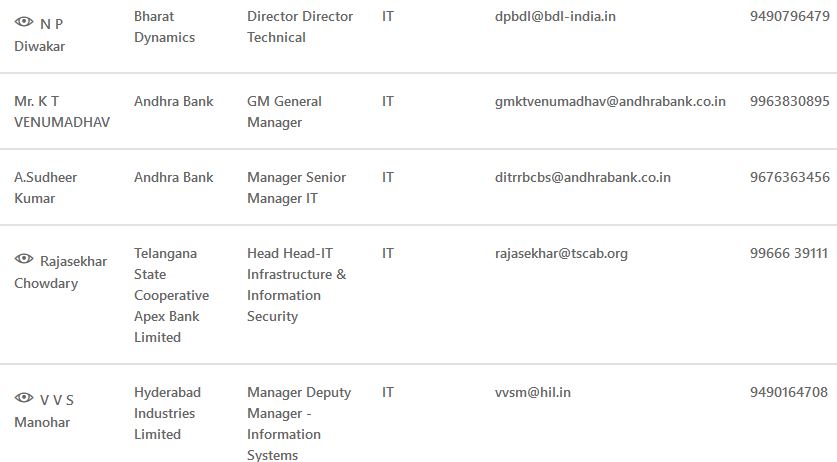 N P Diwakar Bharat Dynamics Director Director Technical IT dpbdl@bdl-india.in 9490796479
Mr. K T VENUMADHAV Andhra Bank GM General Manager IT gmktvenumadhav@andhrabank.co.in 9963830895
A.Sudheer Kumar Andhra Bank Manager Senior Manager IT IT ditrrbcbs@andhrabank.co.in 9676363456
Rajasekhar Chowdary Telangana State Cooperative Apex Bank Limited Head Head-IT Infrastructure & Information Security IT rajasekhar@tscab.org 99666 39111
V V S Manohar Hyderabad Industries Limited Manager Deputy Manager - Information Systems IT vvsm@hil.in 9490164708